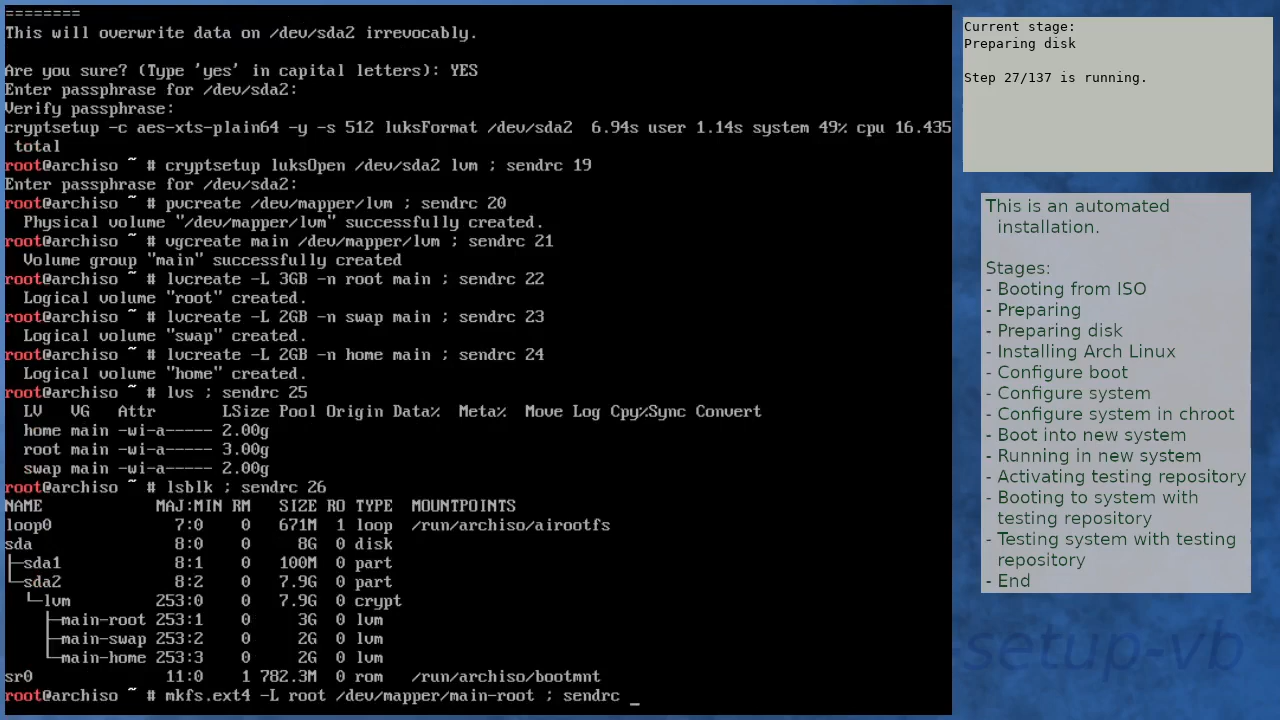 ========
This will overwrite data on /dev/sda2 irrevocably.
Are you sure? (Type 'yes' in capital letters): YES
Enter passphrase for /dev/sda2:
Verify passphrase:
cryptsetup -c aes-xts-plain64 -y -s 512 luksFormat /dev/sda2  6.94s user 1.14s system 49% cpu 16.435
 total
root@archiso ~ # cryptsetup luksOpen /dev/sda2 lvm ; sendrc 19
Enter passphrase for /dev/sda2:
root@archiso ~ # pvcreate /dev/mapper/lvm ; sendrc 20
  Physical volume "/dev/mapper/lvm" successfully created.
root@archiso ~ # vgcreate main /dev/mapper/lvm ; sendrc 21
  Volume group "main" successfully created
root@archiso ~ # lvcreate -L 3GB -n root main ; sendrc 22
  Logical volume "root" created.
root@archiso ~ # lvcreate -L 2GB -n swap main ; sendrc 23
  Logical volume "swap" created.
root@archiso ~ # lvcreate -L 2GB -n home main ; sendrc 24
  Logical volume "home" created.
root@archiso ~ # lvs ; sendrc 25
  LV   VG   Attr       LSize Pool Origin Data%  Meta%  Move Log Cpy%Sync Convert
  home main -wi-a----- 2.00g
  root main -wi-a----- 3.00g
  swap main -wi-a----- 2.00g
root@archiso ~ # lsblk ; sendrc 26
NAME            MAJ:MIN RM   SIZE RO TYPE  MOUNTPOINTS
loop0             7:0    0   671M  1 loop  /run/archiso/airootfs
sda               8:0    0     8G  0 disk
├─sda1            8:1    0   100M  0 part
└─sda2            8:2    0   7.9G  0 part
  └─lvm         253:0    0   7.9G  0 crypt
    ├─main-root 253:1    0     3G  0 lvm
    ├─main-swap 253:2    0     2G  0 lvm
    └─main-home 253:3    0     2G  0 lvm
sr0              11:0    1 782.3M  0 rom   /run/archiso/bootmnt
root@archiso ~ # mkfs.ext4 -L root /dev/mapper/main-root ; sendrc _
Current stage:
Preparing disk
Step 27/137 is running.
This is an automated
installation.
Stages:
- Booting from ISO
- Preparing
- Preparing disk
- Installing Arch Linux
- Configure boot
- Configure system
- Configure system in chroot
- Boot into new system
- Running in new system
- Activating testing repository
- Booting to system with
testing repository
- Testing system with testing
repository
- End
-setup-vb